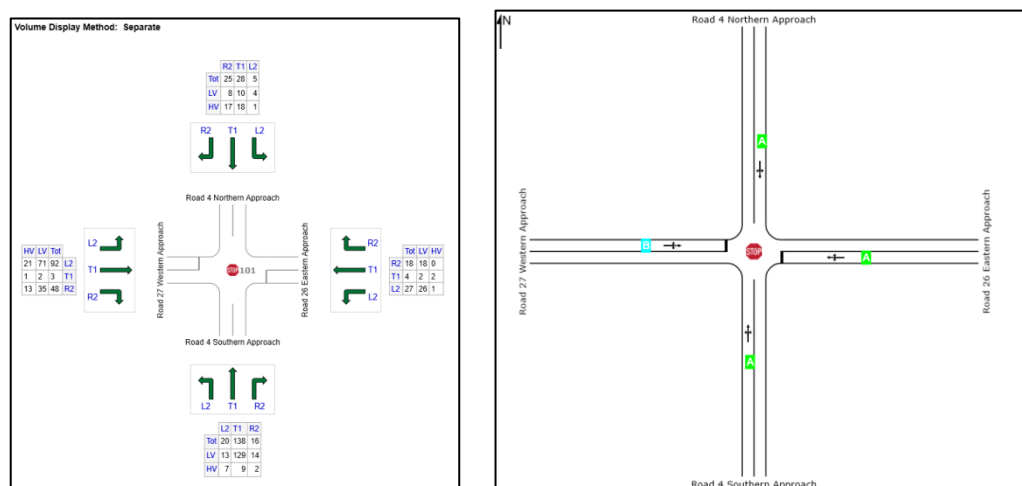 Volume Display Method: Separate
R2 T1 L2
Tot 25 28 5
LV 8 10 4
HV 17 18 1
R2 T1 L2
Road 4 Northern Approach
HV LV Tot
21 71 92 L2
1 2 3 T1
13 35 48 R2
L2
T1
R2
Road 27 Western Approach
STOP 101
Road 26 Eastern Approach
R2
T1
L2
Tot LV HV
R2 18 18 0
T1 4 2 2
L2 27 26 1
Road 4 Southern Approach
L2 T1 R2
L2 T1 R2
Tot 20 138 16
LV 13 129 14
HV 7 9 2
N
Road 4 Northern Approach
A
Road 27 Western Approach
B
STOP
A
Road 26 Eastern Approach
A
Road 4 Southern Approach